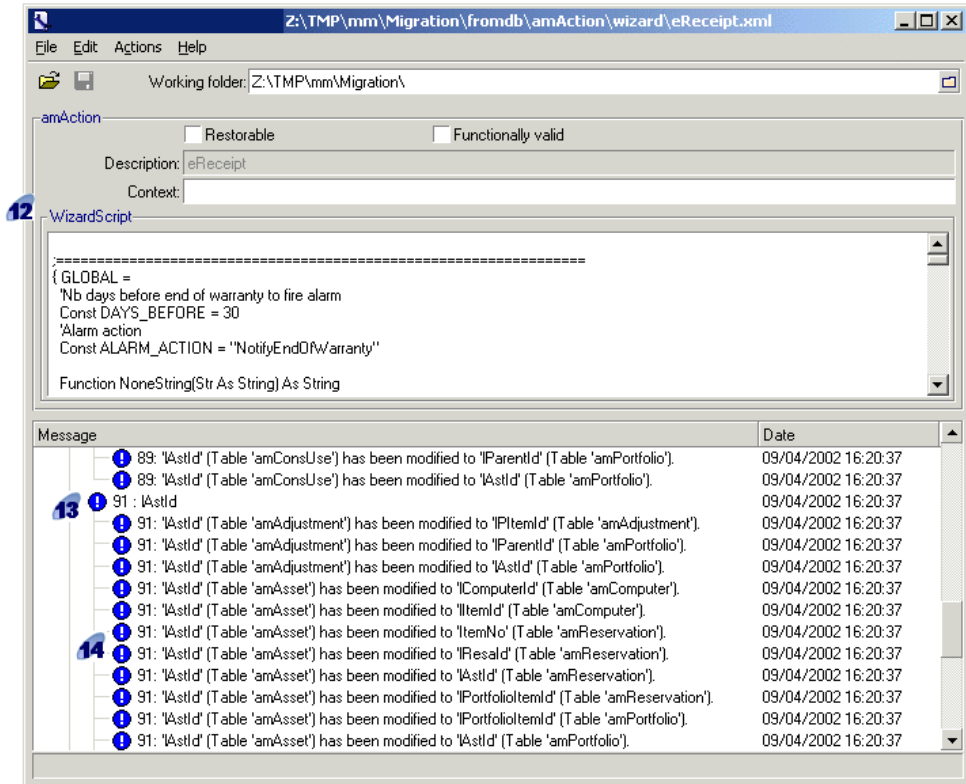 Z:\TMP\mm\Migration\fromdb\amAction\wizard\eReceipt.xml
File Edit Actions Help
Working folder: Z:\TMP\mm\Migration\
amAction
Restorable Functionally valid
Description: eReceipt
Context:
12
WizardScript
;=================================================================
{ GLOBAL =
'Nb days before end of warranty to fire alarm
Const DAYS_BEFORE = 30
'Alarm action
Const ALARM_ACTION = "NotifyEndOfWarranty"
Function NoneString(Str As String) As String
Message Date
89: 'lAstId' (Table 'amConsUse') has been modified to 'lParentId' (Table 'amPortfolio'). 09/04/2002 16:20:37
89: 'lAstId' (Table 'amConsUse') has been modified to 'lAstId' (Table 'amPortfolio'). 09/04/2002 16:20:37
13 91 : lAstId 09/04/2002 16:20:37
91: 'lAstId' (Table 'amAdjustment') has been modified to 'lPItemId' (Table 'amAdjustment'). 09/04/2002 16:20:37
91: 'lAstId' (Table 'amAdjustment') has been modified to 'lParentId' (Table 'amPortfolio'). 09/04/2002 16:20:37
91: 'lAstId' (Table 'amAdjustment') has been modified to 'lAstId' (Table 'amPortfolio'). 09/04/2002 16:20:37
91: 'lAstId' (Table 'amAsset') has been modified to 'lComputerId' (Table 'amComputer'). 09/04/2002 16:20:37
91: 'lAstId' (Table 'amAsset') has been modified to 'lItemId' (Table 'amComputer'). 09/04/2002 16:20:37
91: 'lAstId' (Table 'amAsset') has been modified to 'ItemNo' (Table 'amReservation'). 09/04/2002 16:20:37
14 91: 'lAstId' (Table 'amAsset') has been modified to 'lResaId' (Table 'amReservation'). 09/04/2002 16:20:37
91: 'lAstId' (Table 'amAsset') has been modified to 'lAstId' (Table 'amReservation'). 09/04/2002 16:20:37
91: 'lAstId' (Table 'amAsset') has been modified to 'lPortfolioItemId' (Table 'amReservation'). 09/04/2002 16:20:37
91: 'lAstId' (Table 'amAsset') has been modified to 'lPortfolioItemId' (Table 'amPortfolio'). 09/04/2002 16:20:37
91: 'lAstId' (Table 'amAsset') has been modified to 'lAstId' (Table 'amPortfolio'). 09/04/2002 16:20:37